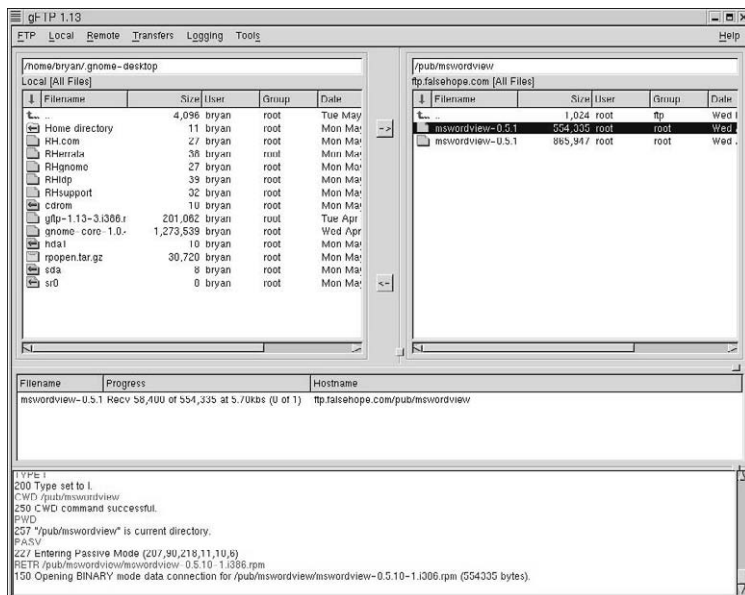 gFTP 1.13
FTP Local Remote Transfers Logging Tools Help
/home/bryan/.gnome-desktop
Local [All Files]
Filename Size User Group Date
.. 4,096 bryan root Tue May
Home directory 11 bryan root Mon May
RH.com 27 bryan root Mon May
RHerrata 38 bryan root Mon May
RHgnome 27 bryan root Mon May
RHldp 39 bryan root Mon May
RHsupport 32 bryan root Mon May
cdrom 10 bryan root Mon May
gftp-1.13-3.i386.r 201,062 bryan root Tue Apr
gnome-core-1.0. 1,273,539 bryan root Wed Apr
hda1 10 bryan root Mon May
rpopen.tar.gz 30,720 bryan root Mon May
sda 8 bryan root Mon May
sr0 0 bryan root Mon May
->
<-
/pub/mswordview
ftp.falsehope.com [All Files]
Filename Size User Group Date
.. 1,024 root ftp Wed
mswordview-0.5.1 554,335 root root Wed
mswordview-0.5.1 865,947 root root Wed
Filename Progress Hostname
mswordview-0.5.1 Recv 58,400 of 554,335 at 5.70kbs (0 of 1) ftp.falsehope.com/pub/mswordview
TYPE I
200 Type set to I.
CWD /pub/mswordview
250 CWD command successful.
PWD
257 "/pub/mswordview" is current directory.
PASV
227 Entering Passive Mode (207,90,218,11,10,6)
RETR /pub/mswordview/mswordview-0.5.10-1.i386.rpm
150 Opening BINARY mode data connection for /pub/mswordview/mswordview-0.5.10-1.i386.rpm (554335 bytes).